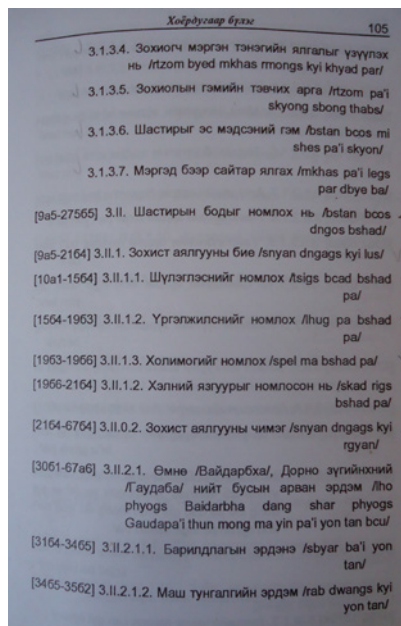 Хоёрдугаар бүлэг
105
3.1.3.4. Зохиогч мэргэн тэнэгийн ялгалыг үзүүлэх
нь /rtzom byed mkhas rmongs kyi khyad par/
3.1.3.5. Зохиолын гэмийн тэвчих арга /rtzom pa'i
skyong sbong thabs/
3.1.3.6. Шастирыг эс мэдсэний гэм /bstan bcos mi
shes pa'i skyon/
3.1.3.7. Мэргэд бээр сайтар ялгах /mkhas pa'i legs
par dbye ba/
[9a5-27565] 3.II. Шастирын бодыг номлох нь /bstan bcos
dngos bshad/
[9a5-2164] 3.II.1. Зохист аялгууны бие /snyan dngags kyi lus/
[10a1-1564] 3.II.1.1. Шүлэглэснийг номлох /tsigs bcad bshad
pa/
[1564-1963] 3.II.1.2. Үргэлжилснийг номлох /lhug pa bshad
pa/
[1963-1966] 3.II.1.3. Холимогийг номлох /spel ma bshad pa/
[1966-2164] 3.II.1.2. Хэлний язгуурыг номлосон нь /skad rigs
bshad pa/
[2164-6764] 3.II.0.2. Зохист аялгууны чимэг /snyan dngags kyi
rgyan/
[3061-67a6] 3.II.2.1. Өмнө /Вайдарбха/, Дорно зүгийнхний
/Гаудаба/ нийт бусын арван эрдэм /lho
phyogs Baidarbha dang shar phyogs
Gaudapa'i thun mong ma yin pa'i yon tan bcu/
[3164-3465] 3.II.2.1.1. Барилдлагын эрдэнэ /sbyar ba'i yon
tan/
[3465-3562] 3.II.2.1.2. Маш тунгалгийн эрдэм /rab dwangs kyi
yon tan/